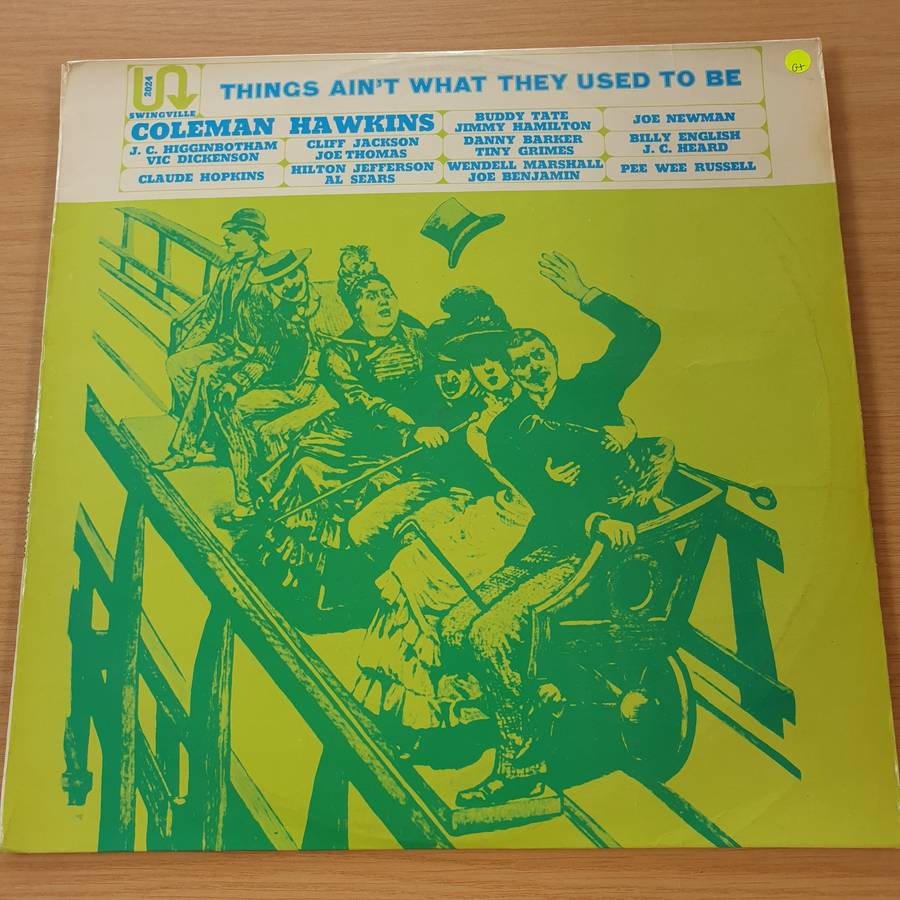 2024
SWINGVILLE
THINGS AIN'T WHAT THEY USED TO BE
COLEMAN HAWKINS
J. C. HIGGINBOTHAM
VIC DICKENSON
CLAUDE HOPKINS
CLIFF JACKSON
JOE THOMAS
HILTON JEFFERSON
AL SEARS
BUDDY TATE
JIMMY HAMILTON
DANNY BARKER
TINY GRIMES
WENDELL MARSHALL
JOE BENJAMIN
JOE NEWMAN
BILLY ENGLISH
J. C. HEARD
PEE WEE RUSSELL
G+